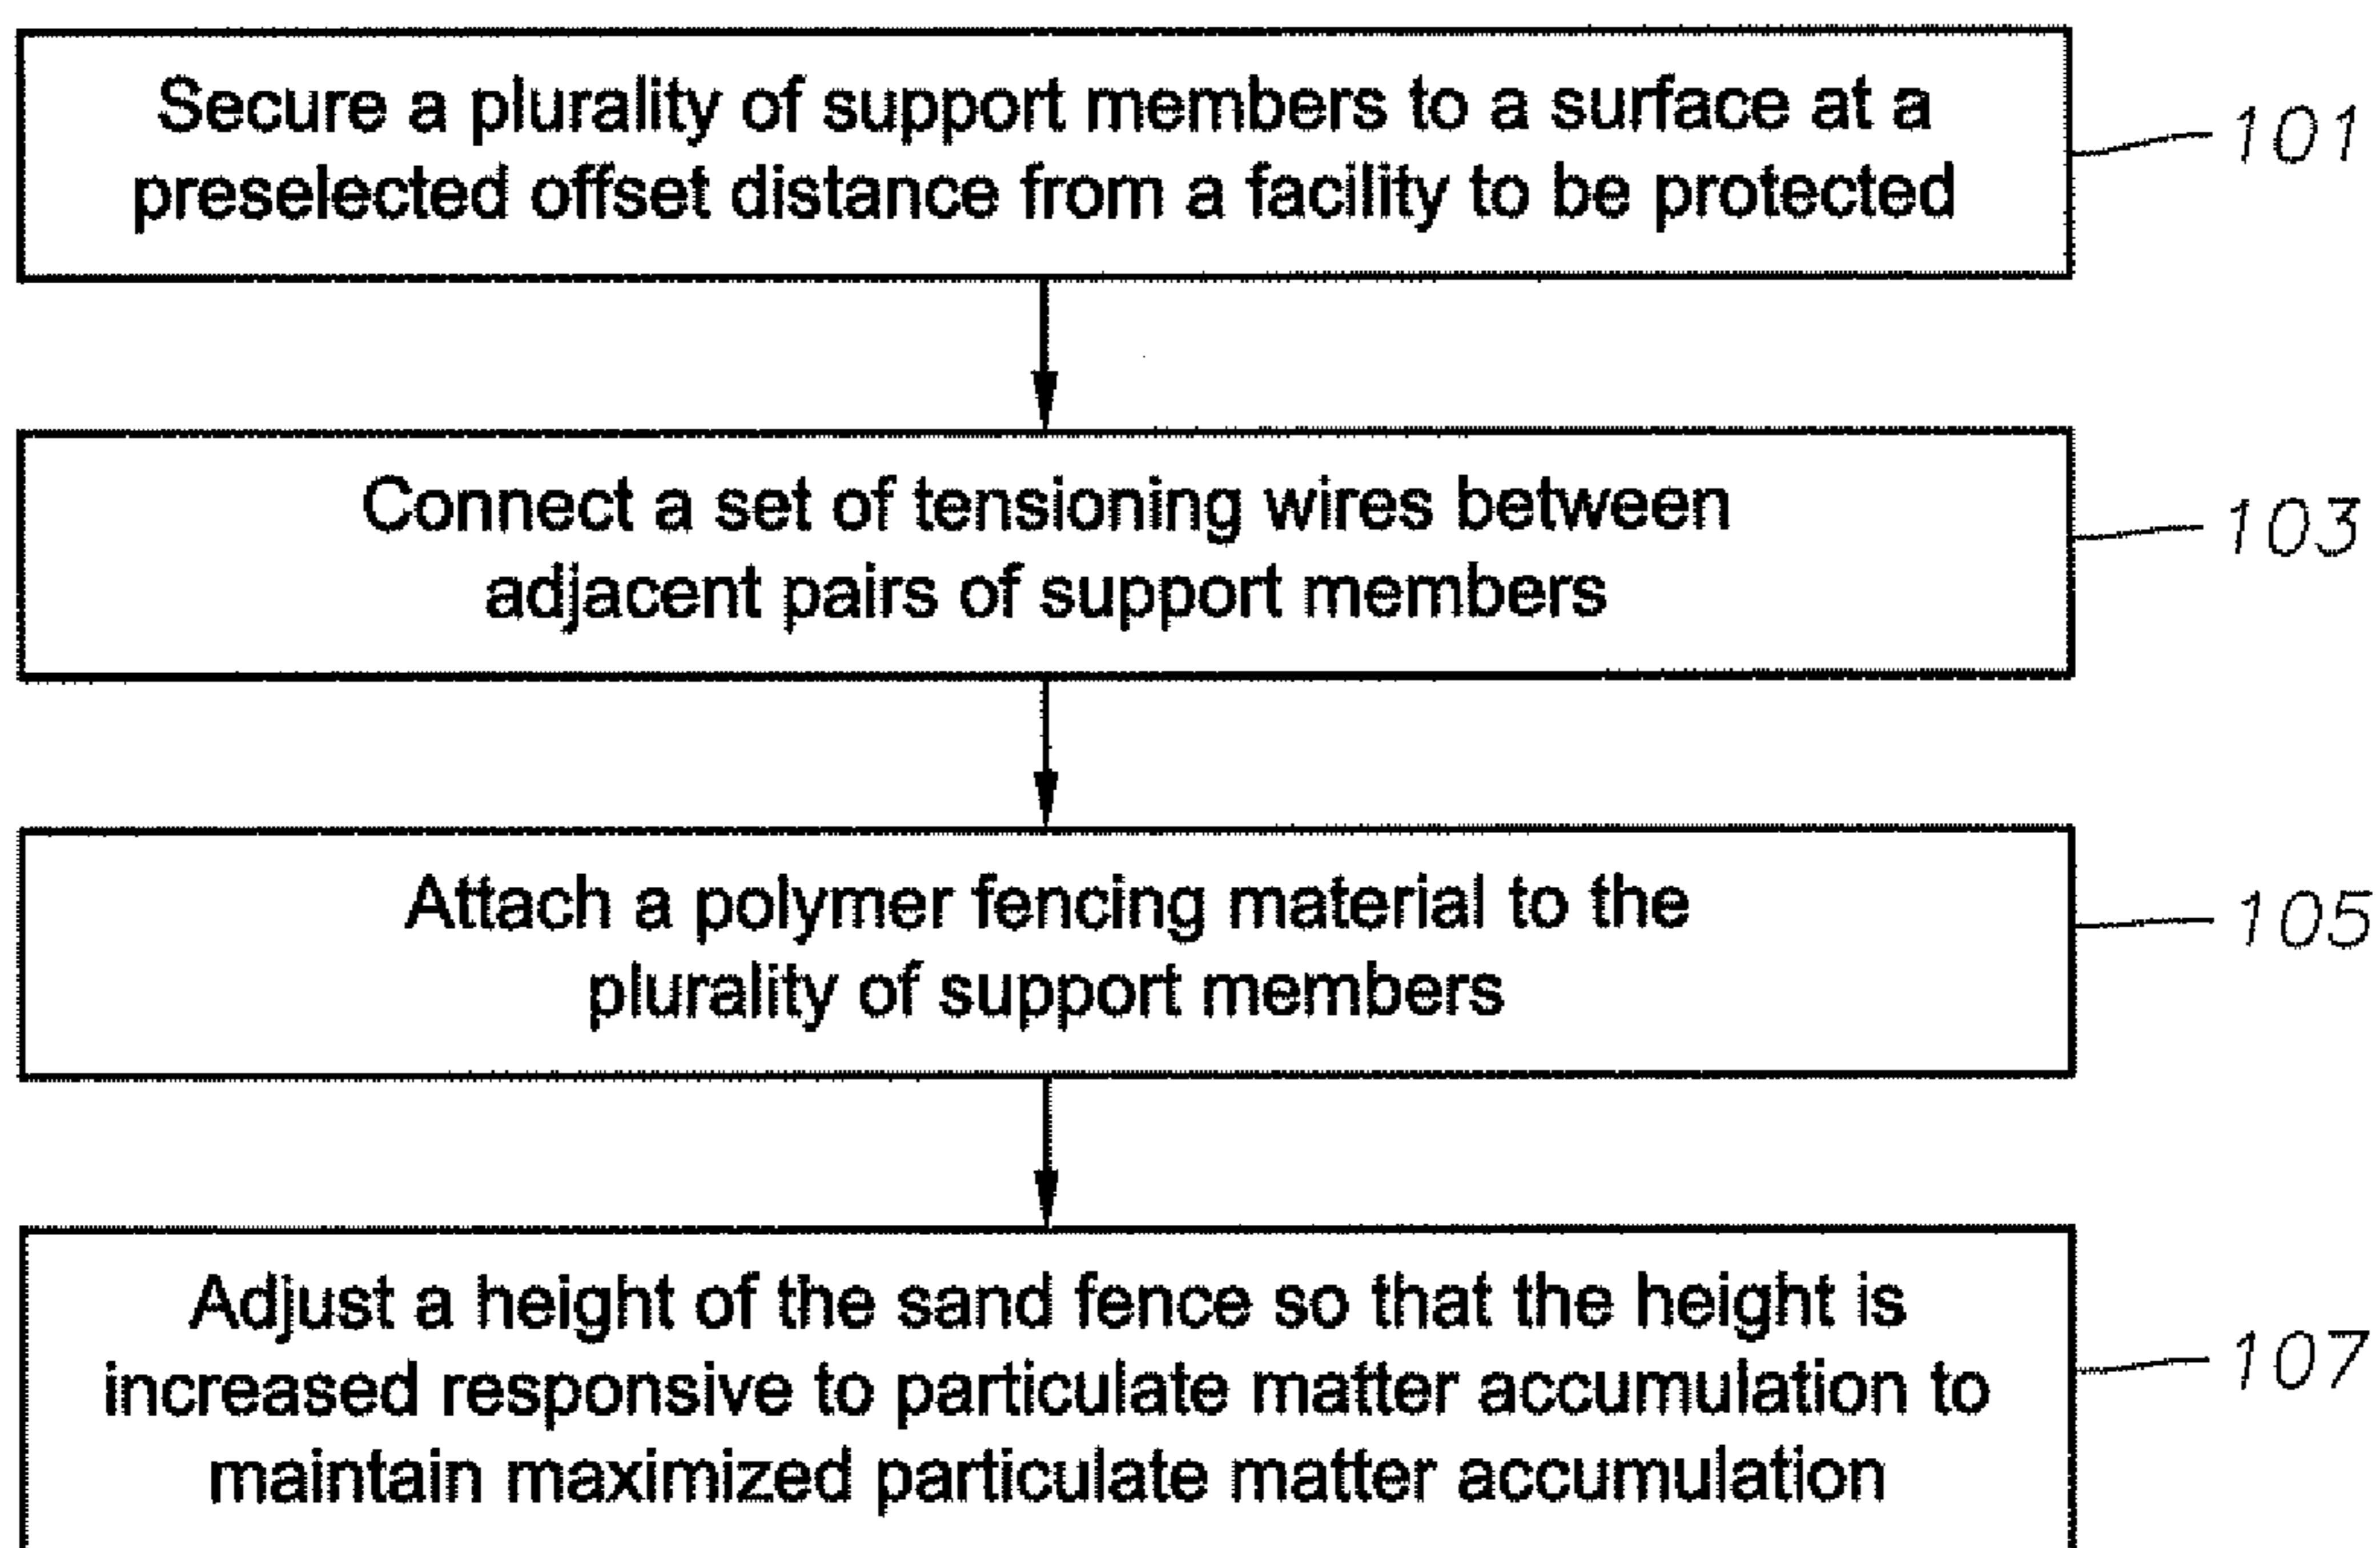 Secure a plurality of support members to a surface at a
preselected offset distance from a facility to be protected
101
Connect a set of tensioning wires between
adjacent pairs of support members
103
Attach a polymer fencing material to the
plurality of support members
105
Adjust a height of the sand fence so that the height is
increased responsive to particulate matter accumulation to
maintain maximized particulate matter accumulation
107